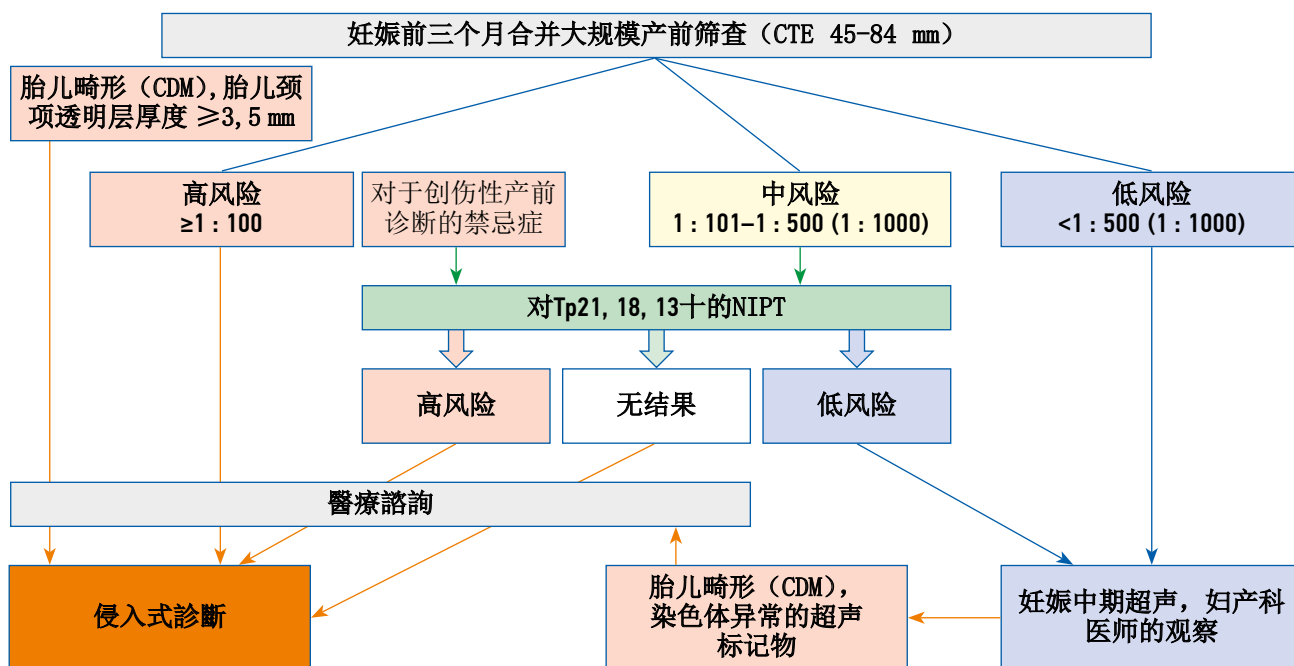 妊娠前三个月合并大规模产前筛查（CTE 45-84 mm）
胎儿畸形（CDM）, 胎儿颈
项透明层厚度 ≥3, 5 mm
高风险
≥1 : 100
对于创伤性产前
诊断的禁忌症
中风险
1 : 101–1 : 500 (1 : 1000)
低风险
<1 : 500 (1 : 1000)
对Tp21, 18, 13十的NIPT
高风险
无结果
低风险
醫療諮詢
侵入式診斷
胎儿畸形（CDM），
染色体异常的超声
标记物
妊娠中期超声，妇产科
医师的观察